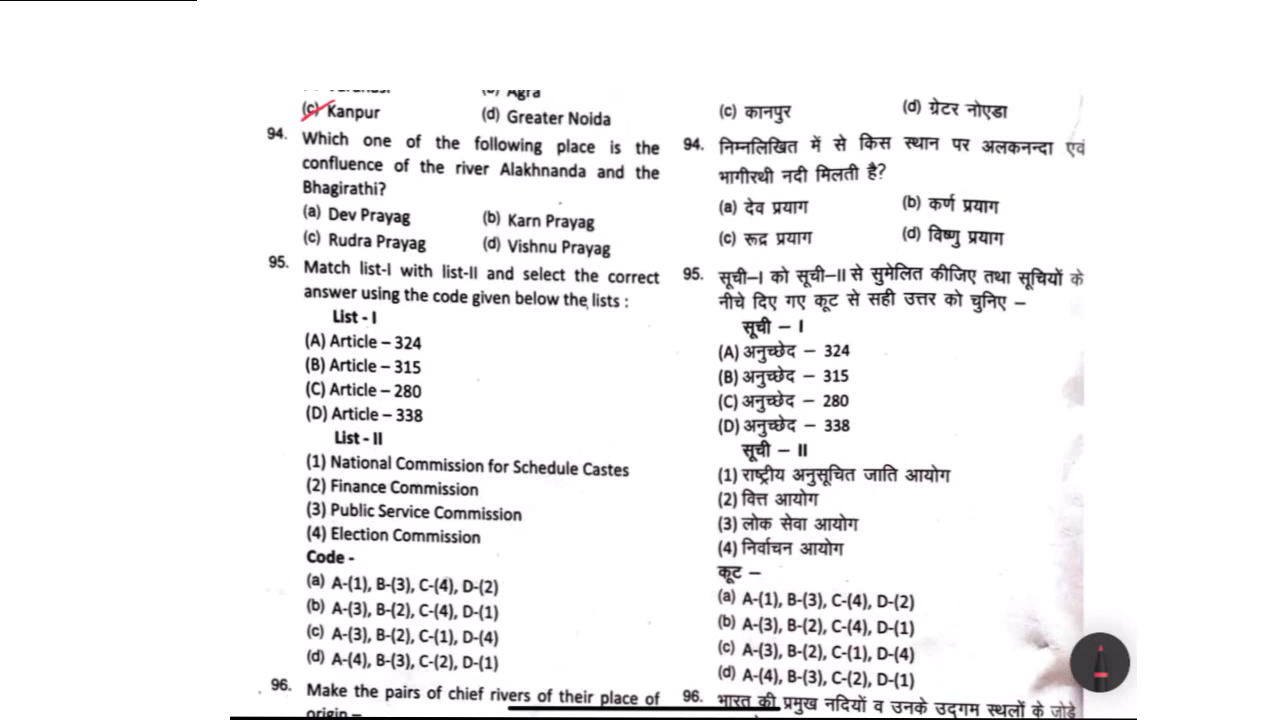 (c) Kanpur
(d) Greater Noida
94. Which one of the following place is the
confluence of the river Alakhnanda and the
Bhagirathi?
(a) Dev Prayag (b) Karn Prayag
(c) Rudra Prayag (d) Vishnu Prayag
95. Match list-I with list-II and select the correct
answer using the code given below the lists :
List - I
(A) Article – 324
(B) Article – 315
(C) Article – 280
(D) Article – 338
List - II
(1) National Commission for Schedule Castes
(2) Finance Commission
(3) Public Service Commission
(4) Election Commission
Code -
(a) A-(1), B-(3), C-(4), D-(2)
(b) A-(3), B-(2), C-(4), D-(1)
(c) A-(3), B-(2), C-(1), D-(4)
(d) A-(4), B-(3), C-(2), D-(1)
96. Make the pairs of chief rivers of their place of
origin –
(c) कानपुर (d) ग्रेटर नोएडा
94. निम्नलिखित में से किस स्थान पर अलकनन्दा एवं
भागीरथी नदी मिलती है?
(a) देव प्रयाग (b) कर्ण प्रयाग
(c) रूद्र प्रयाग (d) विष्णु प्रयाग
95. सूची–I को सूची–II से सुमेलित कीजिए तथा सूचियों के
नीचे दिए गए कूट से सही उत्तर को चुनिए –
सूची – I
(A) अनुच्छेद – 324
(B) अनुच्छेद – 315
(C) अनुच्छेद – 280
(D) अनुच्छेद – 338
सूची – II
(1) राष्ट्रीय अनुसूचित जाति आयोग
(2) वित्त आयोग
(3) लोक सेवा आयोग
(4) निर्वाचन आयोग
कूट –
(a) A-(1), B-(3), C-(4), D-(2)
(b) A-(3), B-(2), C-(4), D-(1)
(c) A-(3), B-(2), C-(1), D-(4)
(d) A-(4), B-(3), C-(2), D-(1)
96. भारत की प्रमुख नदियों व उनके उद्गम स्थलों के जोड़े